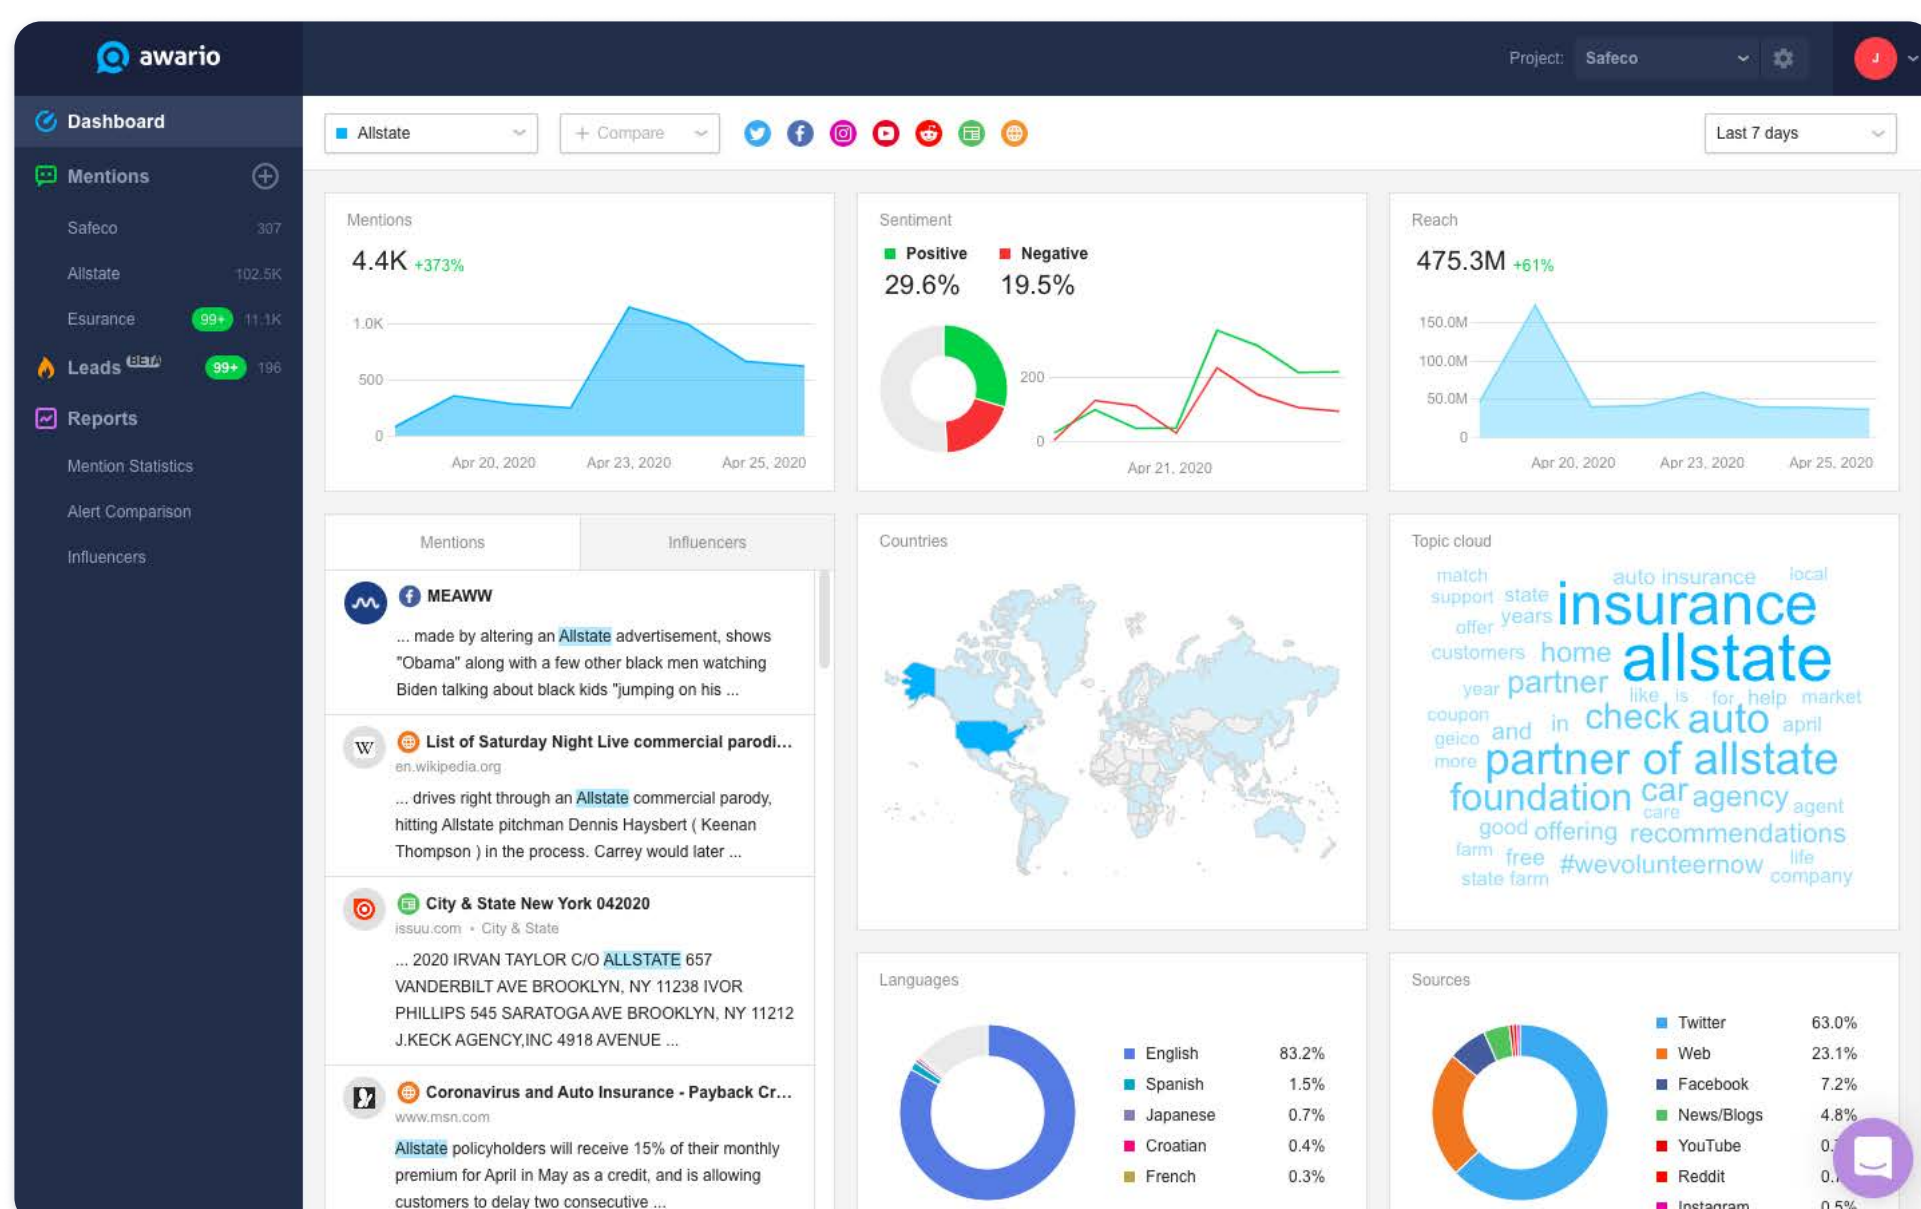 awario
Project: Safeco
J
Dashboard
Mentions
Safeco 307
Allstate 102.5K
Esurance 99+ 11.1K
Leads BETA 99+ 196
Reports
Mention Statistics
Alert Comparison
Influencers
Allstate
+ Compare
Last 7 days
Mentions
4.4K +373%
1.0K
500
0
Apr 20, 2020 Apr 23, 2020 Apr 25, 2020
Sentiment
Positive Negative
29.6% 19.5%
200
0
Apr 21, 2020
Reach
475.3M +61%
150.0M
100.0M
50.0M
0
Apr 20, 2020 Apr 23, 2020 Apr 25, 2020
Mentions Influencers
MEAWW
... made by altering an Allstate advertisement, shows
"Obama" along with a few other black men watching
Biden talking about black kids "jumping on his ...
W
List of Saturday Night Live commercial parodi...
en.wikipedia.org
... drives right through an Allstate commercial parody,
hitting Allstate pitchman Dennis Haysbert ( Keenan
Thompson ) in the process. Carrey would later ...
City & State New York 042020
issuu.com • City & State
... 2020 IRVAN TAYLOR C/O ALLSTATE 657
VANDERBILT AVE BROOKLYN, NY 11238 IVOR
PHILLIPS 545 SARATOGA AVE BROOKLYN, NY 11212
J.KECK AGENCY,INC 4918 AVENUE ...
Coronavirus and Auto Insurance - Payback Cr...
www.msn.com
Allstate policyholders will receive 15% of their monthly
premium for April in May as a credit, and is allowing
customers to delay two consecutive ...
Countries
Topic cloud
match auto insurance local
support state insurance
offer years
customers home allstate
year partner like is for help market
coupon and in check auto april
geico
more partner of allstate
foundation car agency agent
care
good offering recommendations
farm free #wevolunteernow life
state farm company
Languages
English 83.2%
Spanish 1.5%
Japanese 0.7%
Croatian 0.4%
French 0.3%
Sources
Twitter 63.0%
Web 23.1%
Facebook 7.2%
News/Blogs 4.8%
YouTube
Reddit
Instagram 0.5%